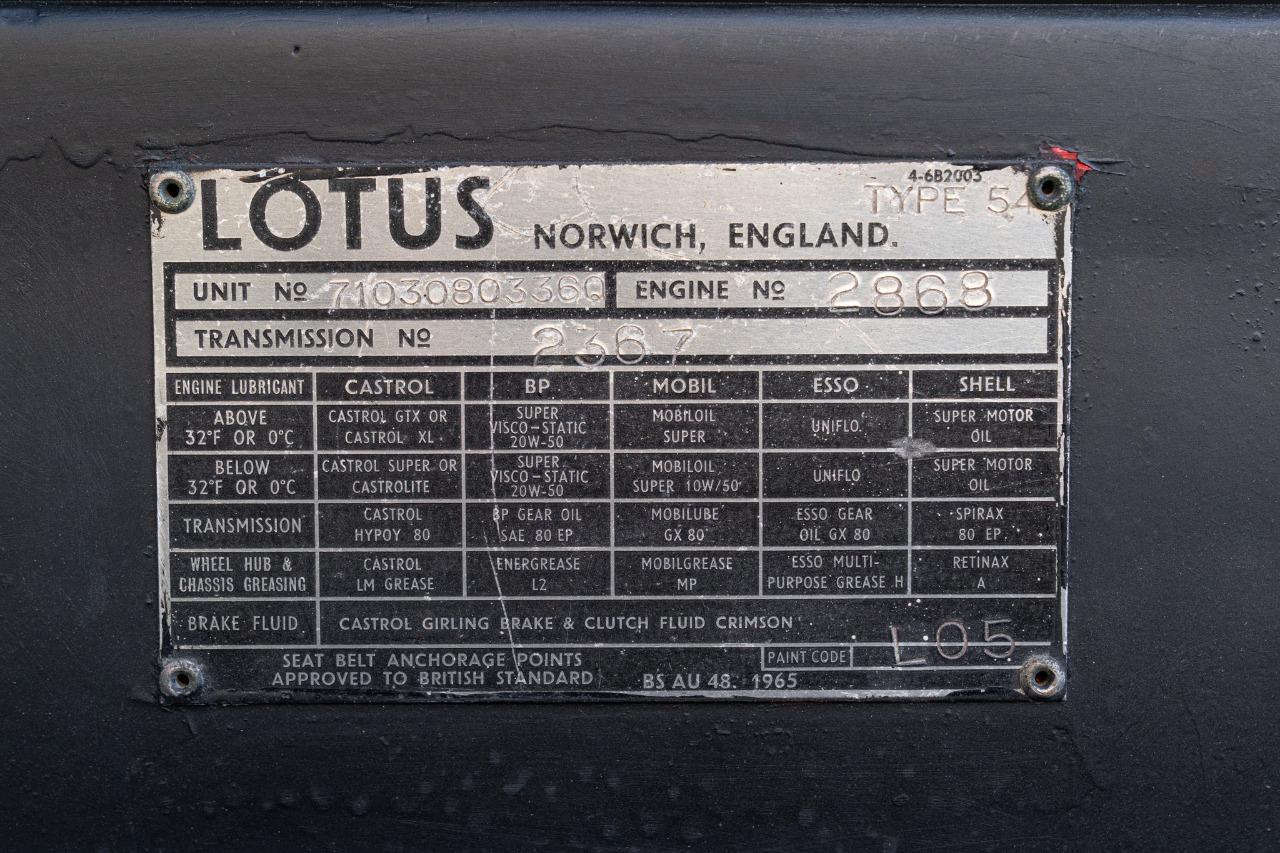 LOTUS NORWICH, ENGLAND.
4-6B2003
TYPE 54
UNIT No 7103080336Q ENGINE No 2868
TRANSMISSION No 2367
ENGINE LUBRICANT CASTROL BP MOBIL ESSO SHELL
ABOVE 32°F OR 0°C CASTROL GTX OR CASTROL XL SUPER VISCO-STATIC 20W-50 MOBILOIL SUPER UNIFLO SUPER MOTOR OIL
BELOW 32°F OR 0°C CASTROL SUPER OR CASTROLITE SUPER VISCO-STATIC 20W-50 MOBILOIL SUPER 10W/50 UNIFLO SUPER MOTOR OIL
TRANSMISSION CASTROL HYPOY 80 BP GEAR OIL SAE 80 EP MOBILUBE GX 80 ESSO GEAR OIL GX 80 SPIRAX 80 EP
WHEEL HUB & CHASSIS GREASING CASTROL LM GREASE ENERGREASE L2 MOBILGREASE MP ESSO MULTI-PURPOSE GREASE H RETINAX A
BRAKE FLUID CASTROL GIRLING BRAKE & CLUTCH FLUID CRIMSON
SEAT BELT ANCHORAGE POINTS
APPROVED TO BRITISH STANDARD BS AU 48. 1965
PAINT CODE L05